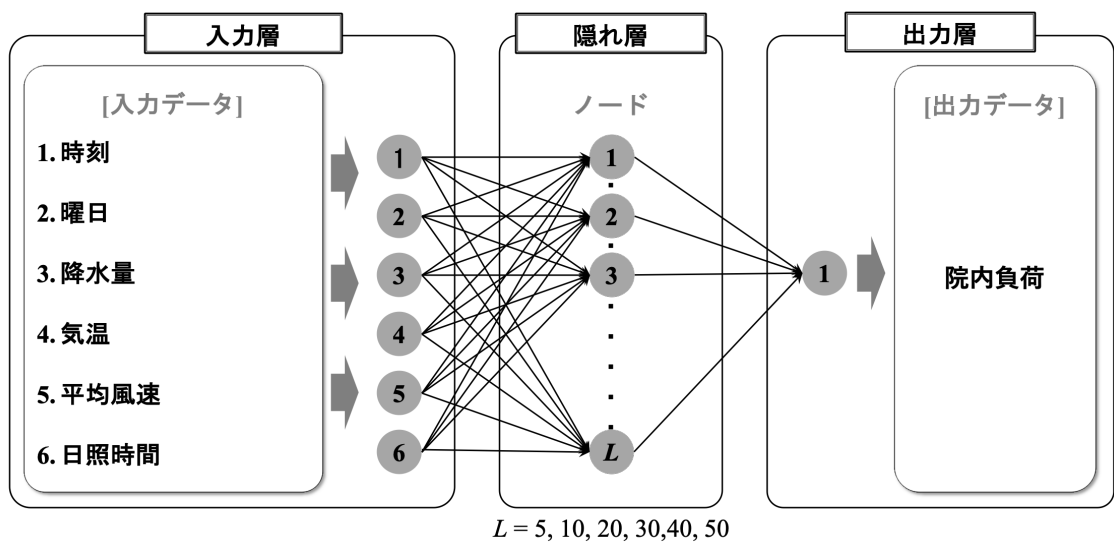 入力層
隠れ層
出力層
[入力データ]
1. 時刻
2. 曜日
3. 降水量
4. 気温
5. 平均風速
6. 日照時間
1
2
3
4
5
6
ノード
1
2
3
L
L = 5, 10, 20, 30,40, 50
1
[出力データ]
院内負荷